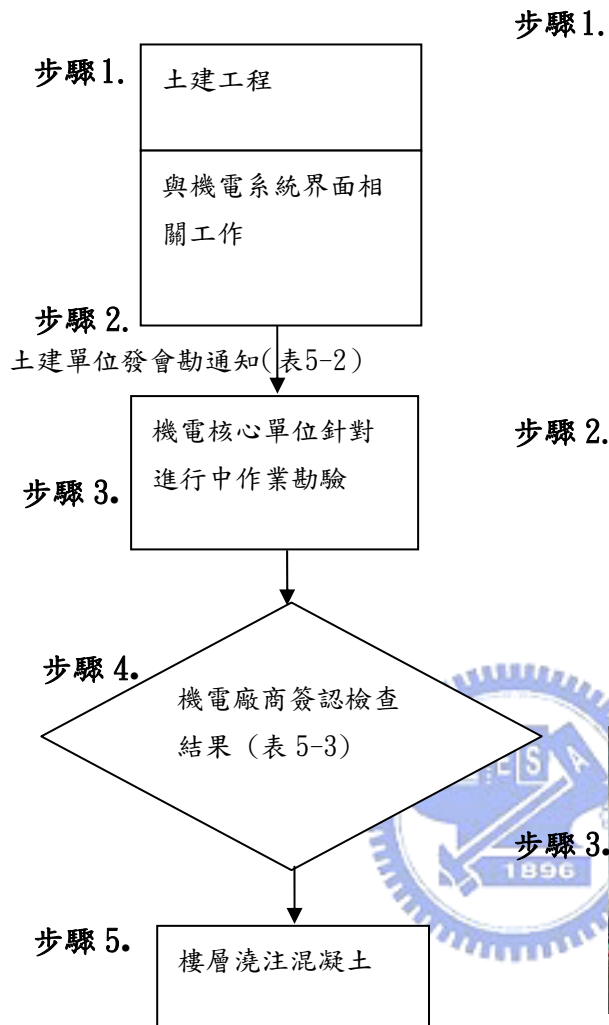 步驟1.
步驟1.
土建工程
與機電系統界面相
關工作
步驟 2.
土建單位發會勘通知(表5-2)
機電核心單位針對
進行中作業勘驗
步驟 2.
步驟 3.
步驟 4.
機電廠商簽認檢查
結果（表 5-3）
E S A
步驟 3.
1896
步驟 5.
樓層澆注混凝土